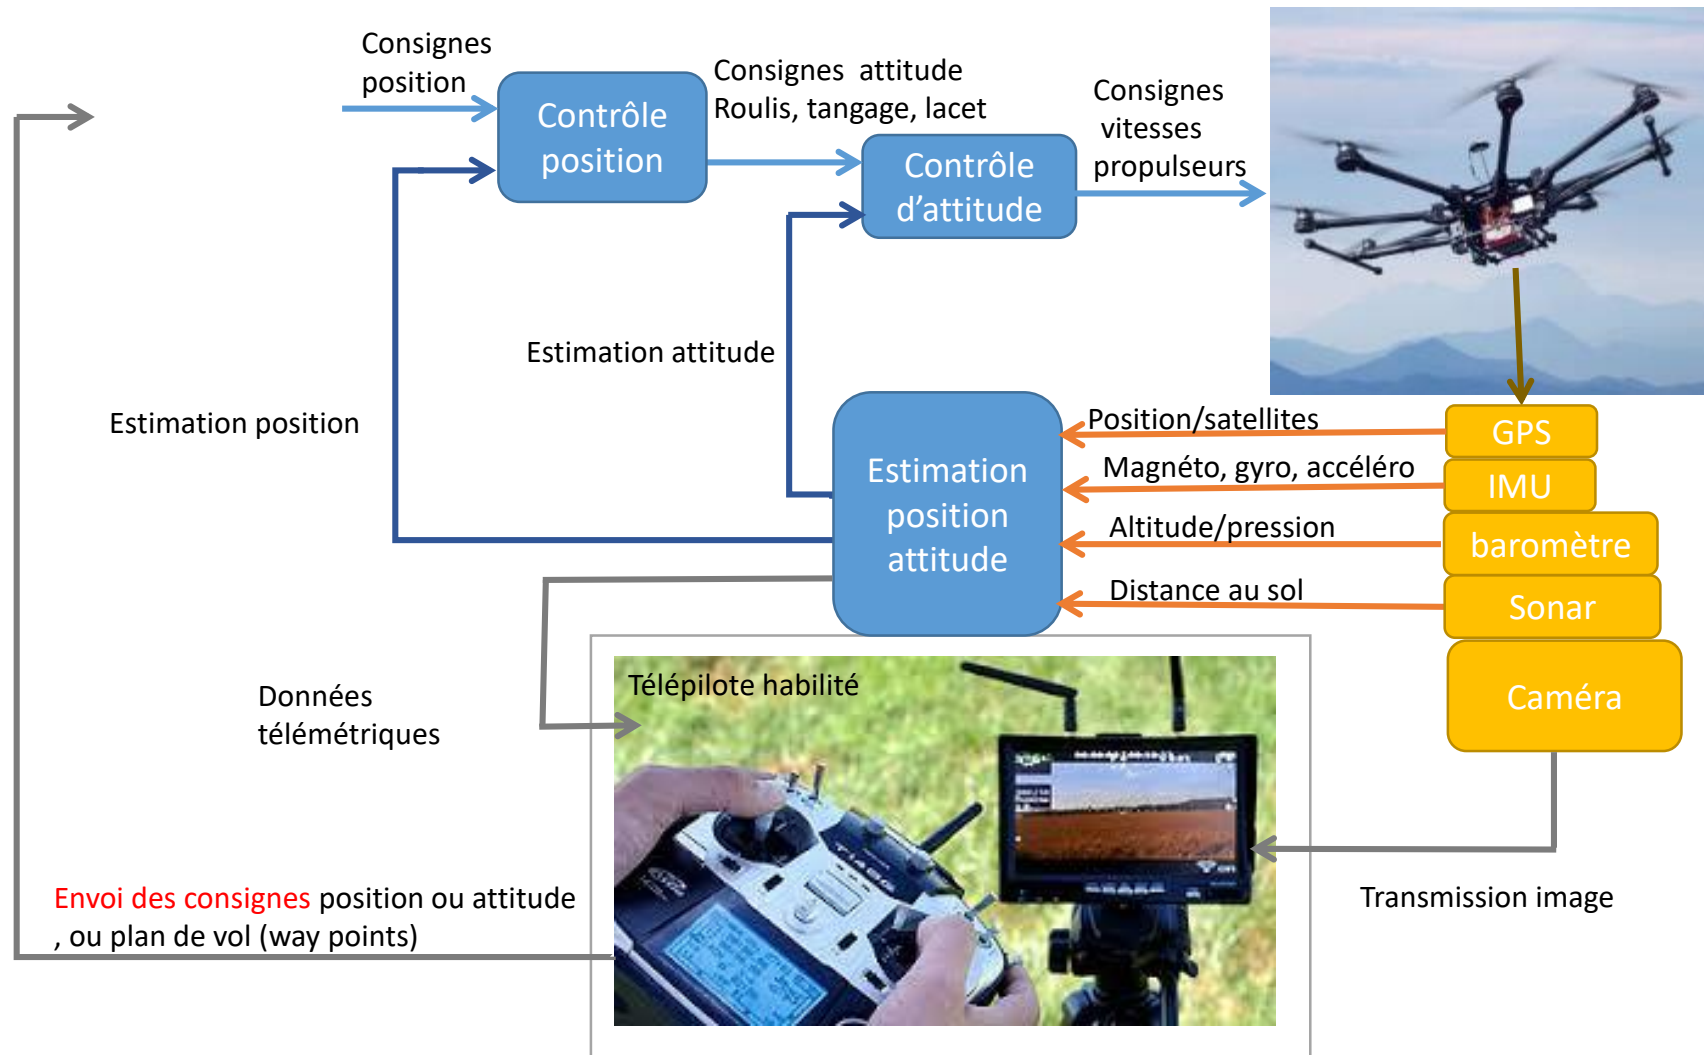 Consignes
position
Contrôle
position
Consignes attitude
Roulis, tangage, lacet
Contrôle
d'attitude
Consignes
vitesses
propulseurs
Estimation attitude
Estimation position
Estimation
position
attitude
Position/satellites
GPS
Magnéto, gyro, accéléro
IMU
Altitude/pression
baromètre
Distance au sol
Sonar
Caméra
Télépilote habilité
Données
télémétriques
Envoi des consignes position ou attitude
, ou plan de vol (way points)
Transmission image